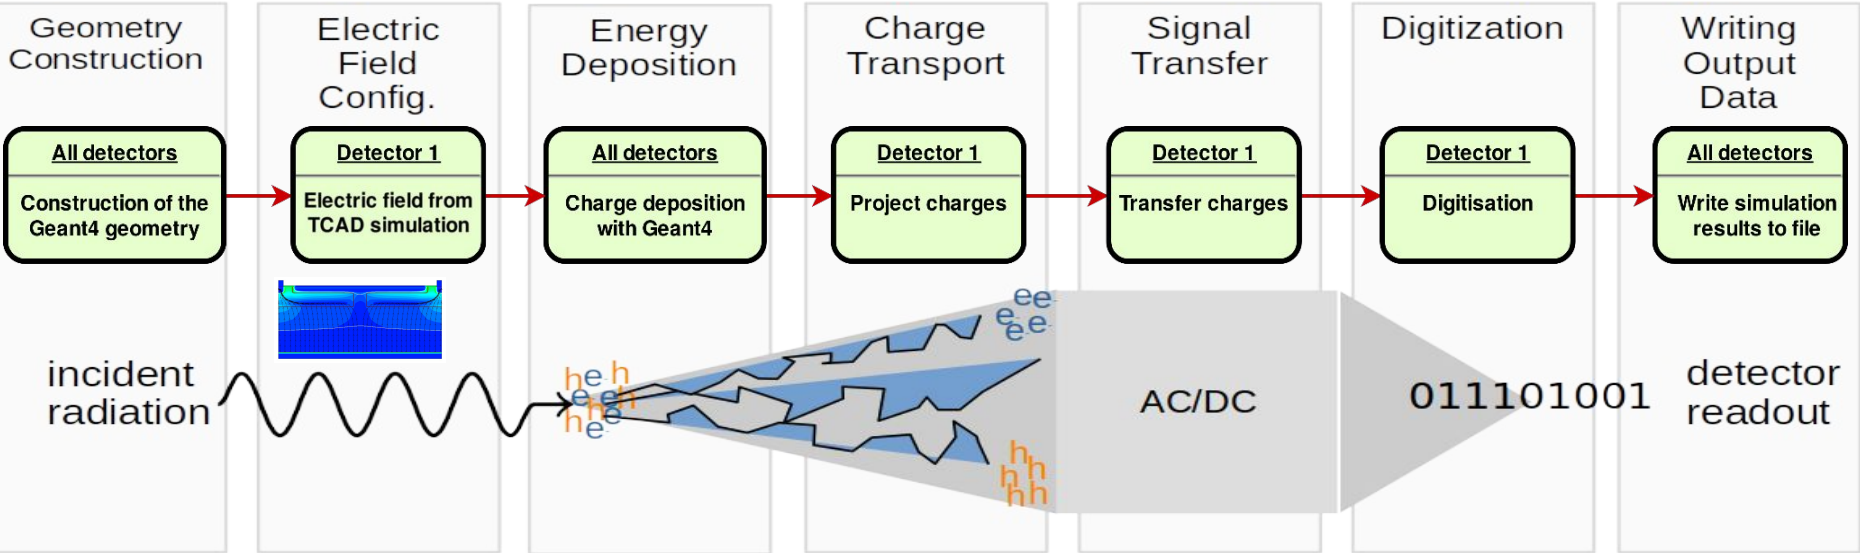 Geometry
Construction
Electric
Field
Config.
Energy
Deposition
Charge
Transport
Signal
Transfer
Digitization
Writing
Output
Data
All detectors
Construction of the
Geant4 geometry
Detector 1
Electric field from
TCAD simulation
All detectors
Charge deposition
with Geant4
Detector 1
Project charges
Detector 1
Transfer charges
Detector 1
Digitisation
All detectors
Write simulation
results to file
incident
radiation
h e h
e e h
h h e
e
e e
e e
e
h
h h
h h
AC/DC
011101001
detector
readout